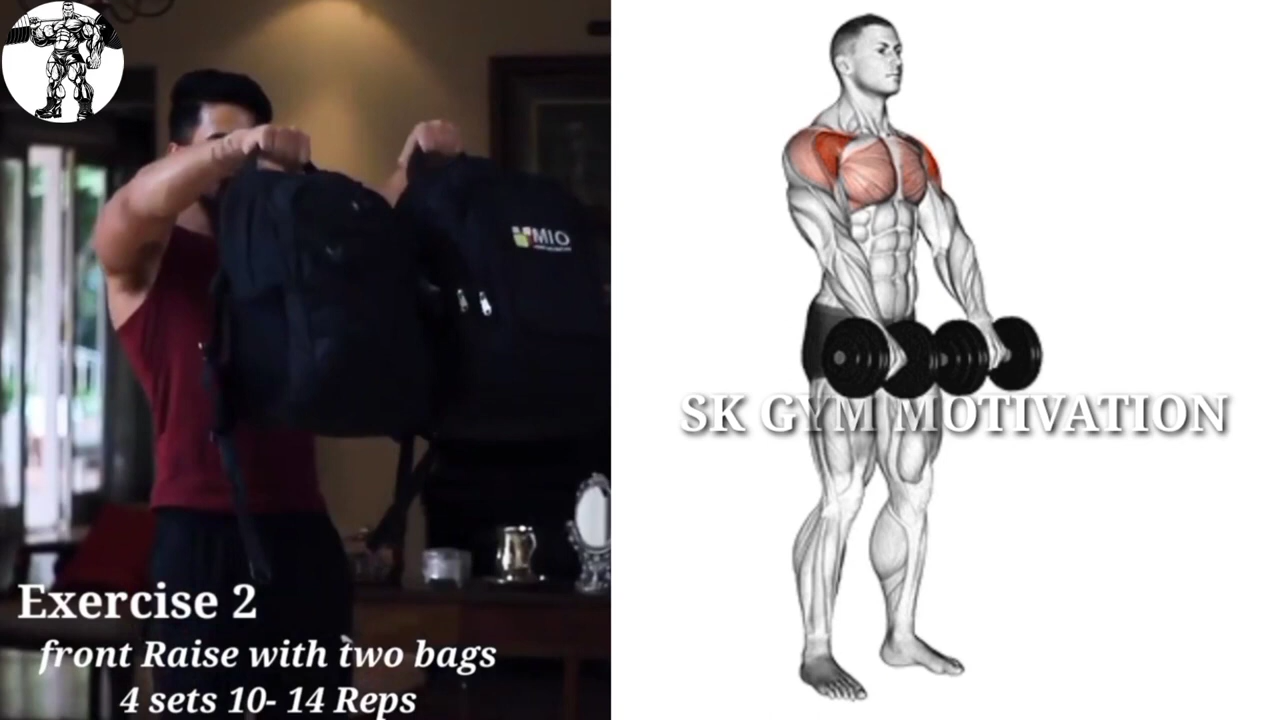 MIO
Exercise 2
front Raise with two bags
4 sets 10- 14 Reps
SK GYM MOTIVATION